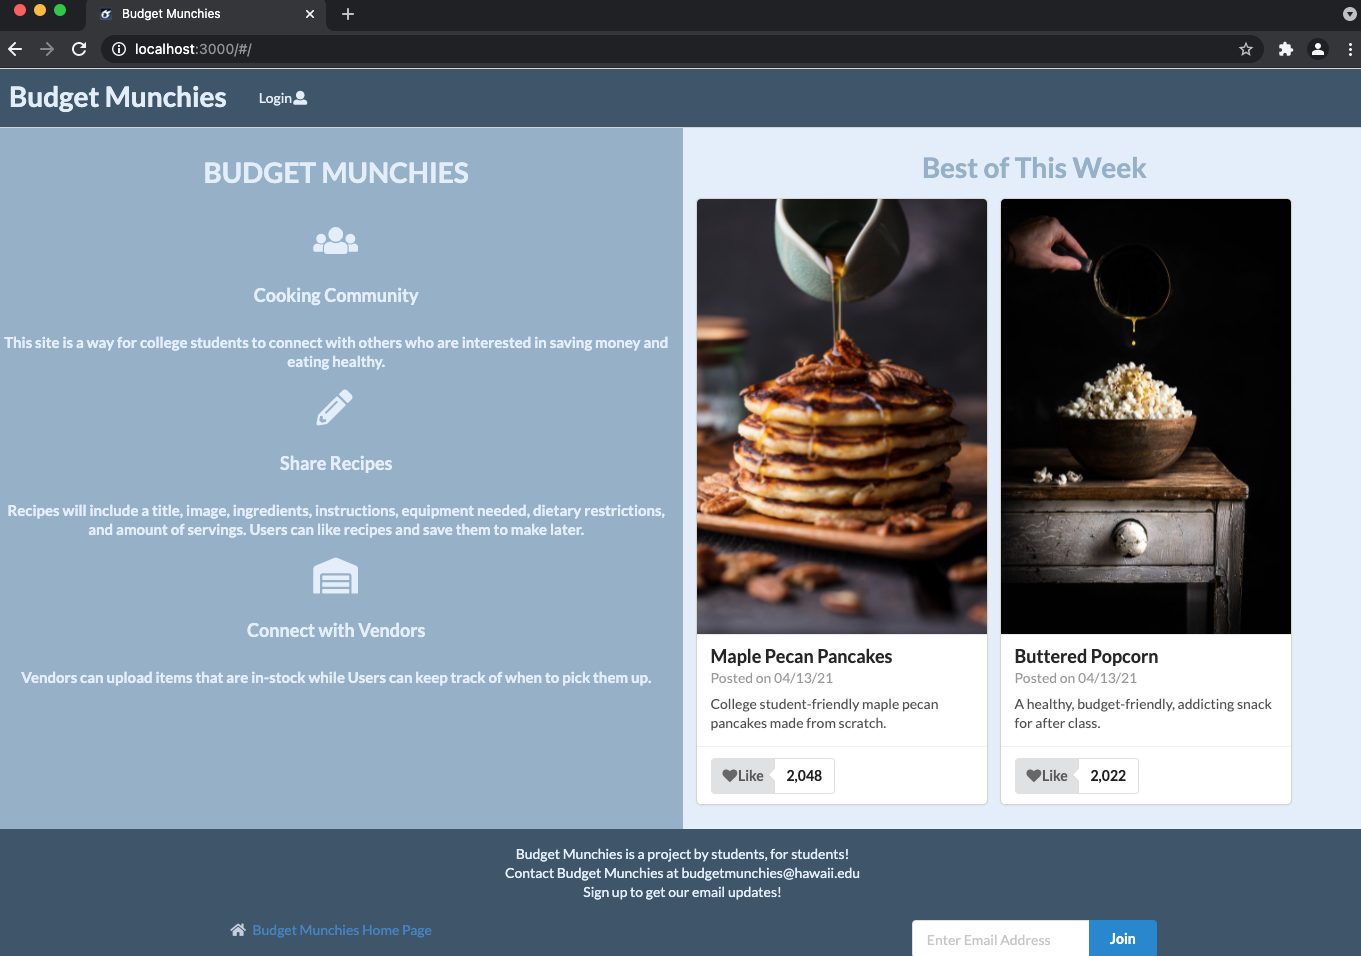 Budget Munchies
localhost:3000/#/
Budget Munchies
Login
BUDGET MUNCHIES
Cooking Community
This site is a way for college students to connect with others who are interested in saving money and
eating healthy.
Share Recipes
Recipes will include a title, image, ingredients, instructions, equipment needed, dietary restrictions,
and amount of servings. Users can like recipes and save them to make later.
Connect with Vendors
Vendors can upload items that are in-stock while Users can keep track of when to pick them up.
Best of This Week
Maple Pecan Pancakes
Posted on 04/13/21
College student-friendly maple pecan
pancakes made from scratch.
Like 2,048
Buttered Popcorn
Posted on 04/13/21
A healthy, budget-friendly, addicting snack
for after class.
Like 2,022
Budget Munchies is a project by students, for students!
Contact Budget Munchies at budgetmunchies@hawaii.edu
Sign up to get our email updates!
Budget Munchies Home Page
Enter Email Address
Join